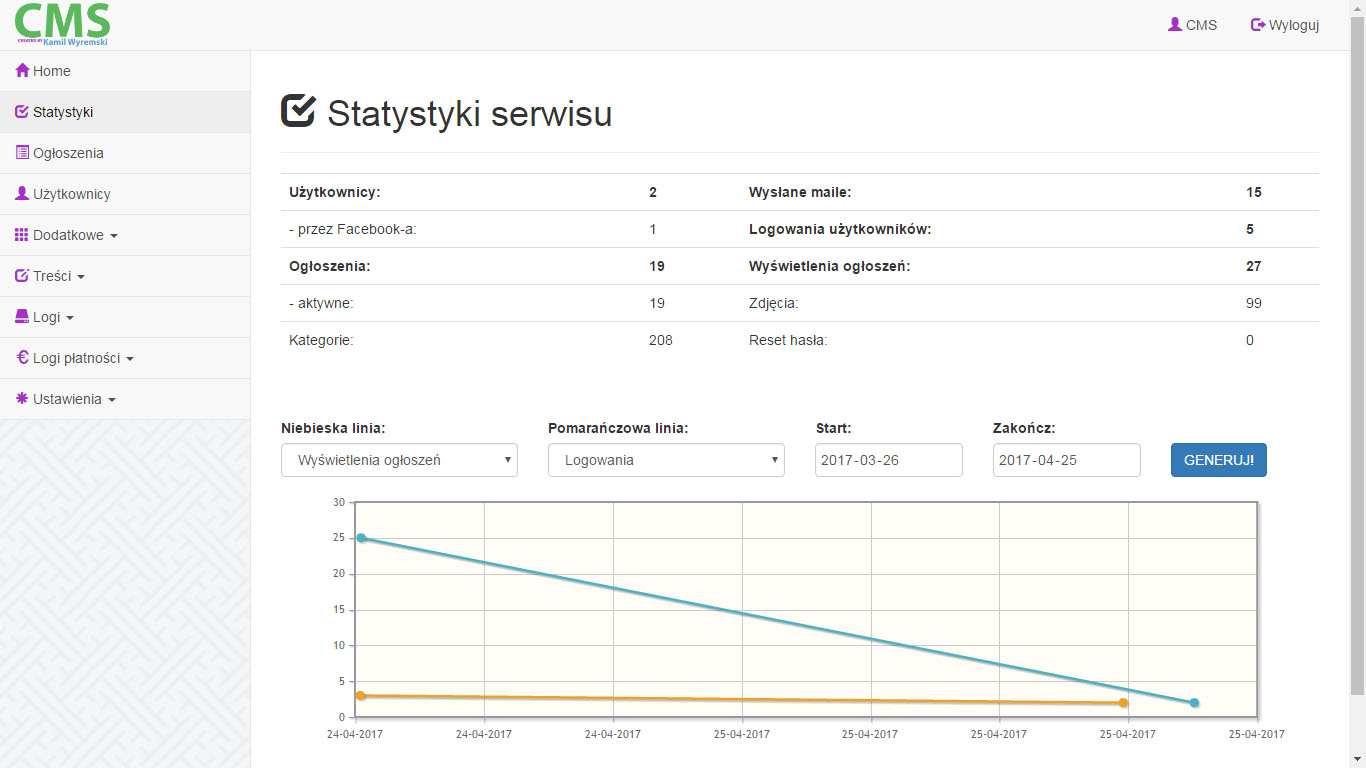 CMS
CREATED BY Kamil Wyremski
CMS Wyloguj
Home
Statystyki
Ogłoszenia
Użytkownicy
Dodatkowe
Treści
Logi
Logi płatności
Ustawienia
Statystyki serwisu
Użytkownicy: 2 Wysłane maile: 15
- przez Facebook-a: 1 Logowania użytkowników: 5
Ogłoszenia: 19 Wyświetlenia ogłoszeń: 27
- aktywne: 19 Zdjęcia: 99
Kategorie: 208 Reset hasła: 0
Niebieska linia: Pomarańczowa linia: Start: Zakończ:
Wyświetlenia ogłoszeń Logowania 2017-03-26 2017-04-25 GENERUJ!
30
25
20
15
10
5
0
24-04-2017 24-04-2017 24-04-2017 25-04-2017 25-04-2017 25-04-2017 25-04-2017 25-04-2017